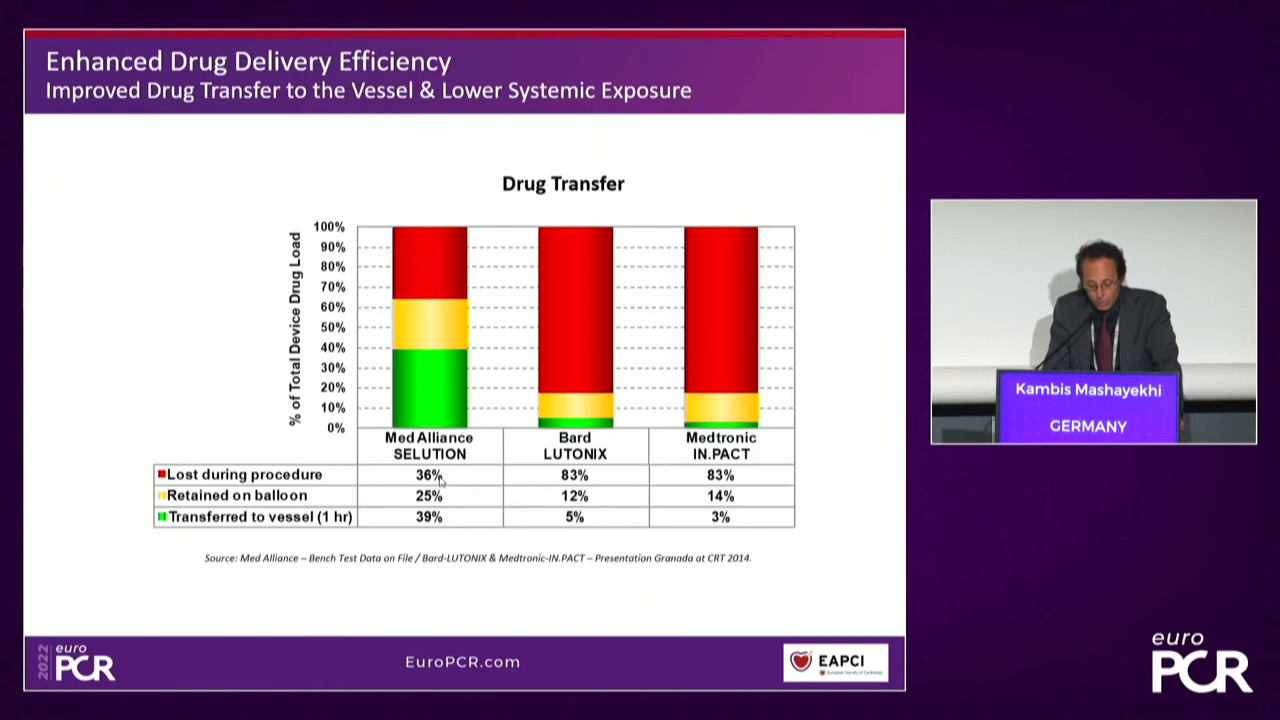 Enhanced Drug Delivery Efficiency
Improved Drug Transfer to the Vessel & Lower Systemic Exposure
Drug Transfer
% of Total Device Drug Load
100%
90%
80%
70%
60%
50%
40%
30%
20%
10%
0%
Med Alliance SELUTION
Bard LUTONIX
Medtronic IN.PACT
Lost during procedure 36% 83% 83%
Retained on balloon 25% 12% 14%
Transferred to vessel (1 hr) 39% 5% 3%
Source: Med Alliance – Bench Test Data on File / Bard-LUTONIX & Medtronic-IN.PACT – Presentation Granada at CRT 2014.
2022 euro
PCR
EuroPCR.com
EAPCI
European Society of Cardiology
Kambis Mashayekhi
GERMANY
euro
PCR